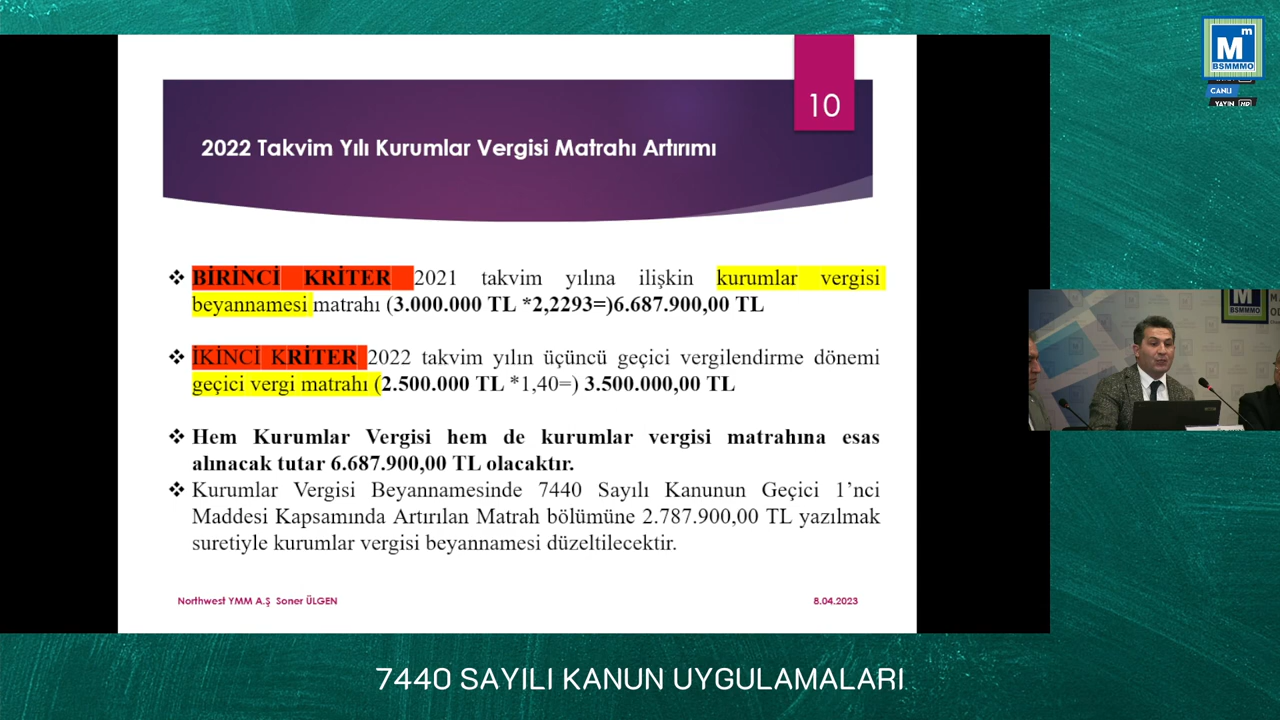 M m
BSMMMO
CANLI
YAYIN HD
10
2022 Takvim Yılı Kurumlar Vergisi Matrahı Artırımı
❖ BİRİNCİ KRİTER 2021 takvim yılına ilişkin kurumlar vergisi
beyannamesi matrahı (3.000.000 TL *2,2293=)6.687.900,00 TL
❖ İKİNCİ KRİTER 2022 takvim yılın üçüncü geçici vergilendirme dönemi
geçici vergi matrahı (2.500.000 TL *1,40=) 3.500.000,00 TL
❖ Hem Kurumlar Vergisi hem de kurumlar vergisi matrahına esas
alınacak tutar 6.687.900,00 TL olacaktır.
❖ Kurumlar Vergisi Beyannamesinde 7440 Sayılı Kanunun Geçici 1’nci
Maddesi Kapsamında Artırılan Matrah bölümüne 2.787.900,00 TL yazılmak
suretiyle kurumlar vergisi beyannamesi düzeltilecektir.
Northwest YMM A.Ş Soner ÜLGEN
8.04.2023
M
BSMMMO
7440 SAYILI KANUN UYGULAMALARI